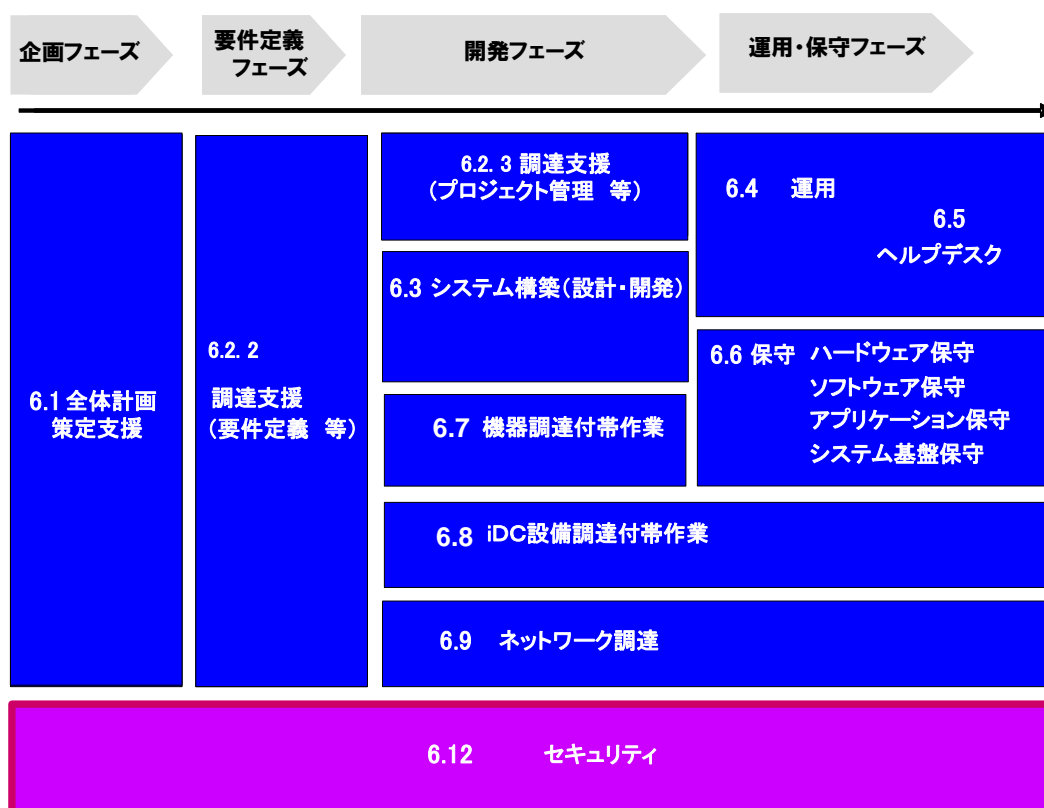 企画フェーズ
要件定義
フェーズ
開発フェーズ
運用・保守フェーズ
6.1 全体計画
策定支援
6.2. 2
調達支援
(要件定義 等)
6.2. 3 調達支援
(プロジェクト管理 等)
6.3 システム構築(設計・開発)
6.7 機器調達付帯作業
6.4 運用
6.5
ヘルプデスク
6.6 保守 ハードウェア保守
ソフトウェア保守
アプリケーション保守
システム基盤保守
6.8 iDC設備調達付帯作業
6.9 ネットワーク調達
6.12 セキュリティ